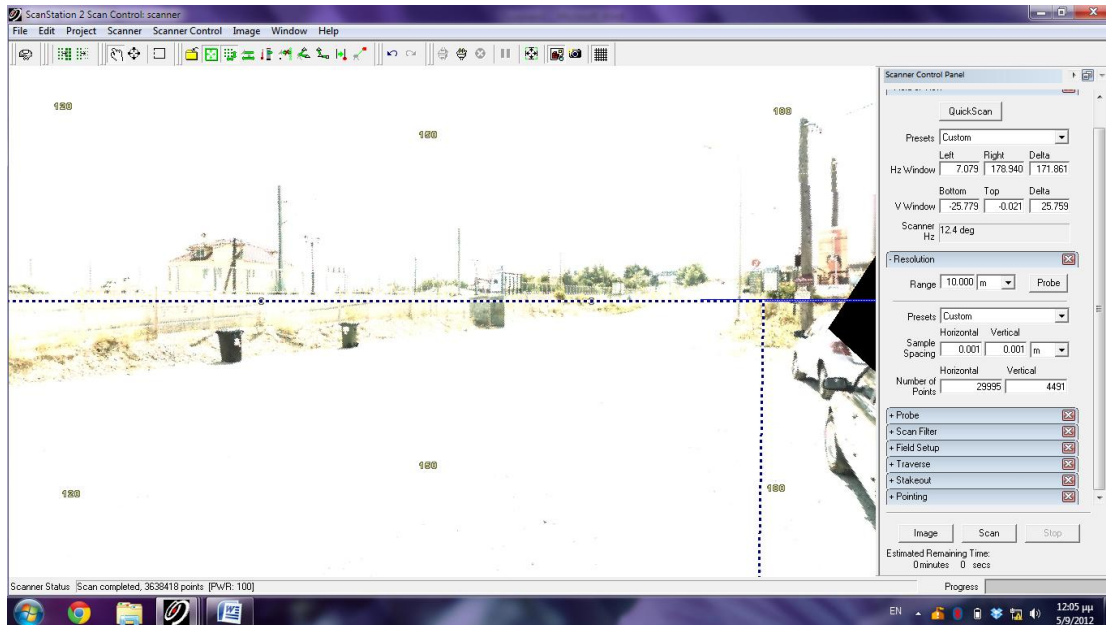 ScanStation 2 Scan Control: scanner
File Edit Project Scanner Scanner Control Image Window Help
Scanner Control Panel
120
150
180
QuickScan
Presets Custom
Left Right Delta
Hz Window 7.079 178.940 171.861
Bottom Top Delta
V Window -25.779 -0.021 25.759
Scanner Hz 12.4 deg
- Resolution
Range 10.000 m Probe
Presets Custom
Horizontal Vertical
Sample Spacing 0.001 0.001 m
Horizontal Vertical
Number of Points 29995 4491
+ Probe
+ Scan Filter
+ Field Setup
+ Traverse
+ Stakeout
+ Pointing
120
150
180
Image Scan Stop
Estimated Remaining Time:
0 minutes 0 secs
Scanner Status Scan completed, 3638418 points [PWR: 100]
Progress
EN
12:05 μμ
5/9/2012